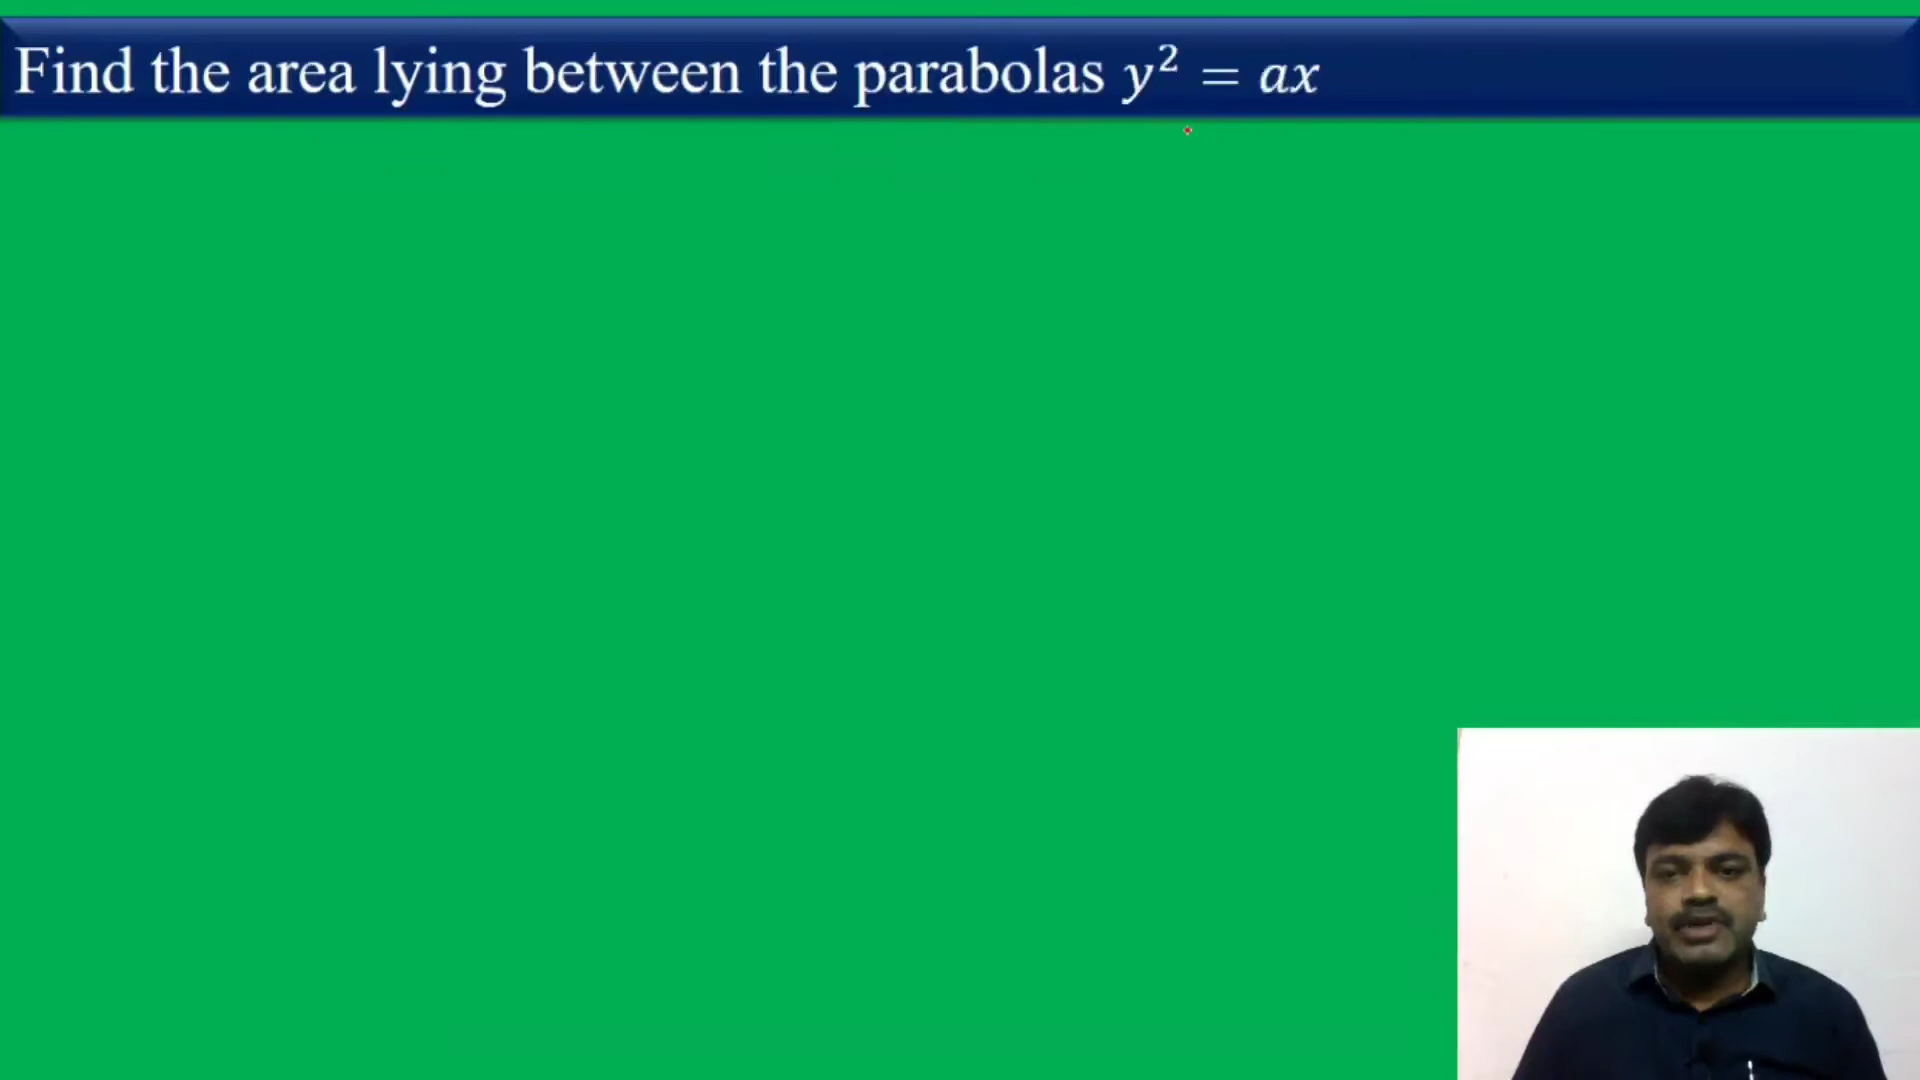 Find the area lying between the parabolas y² = ax